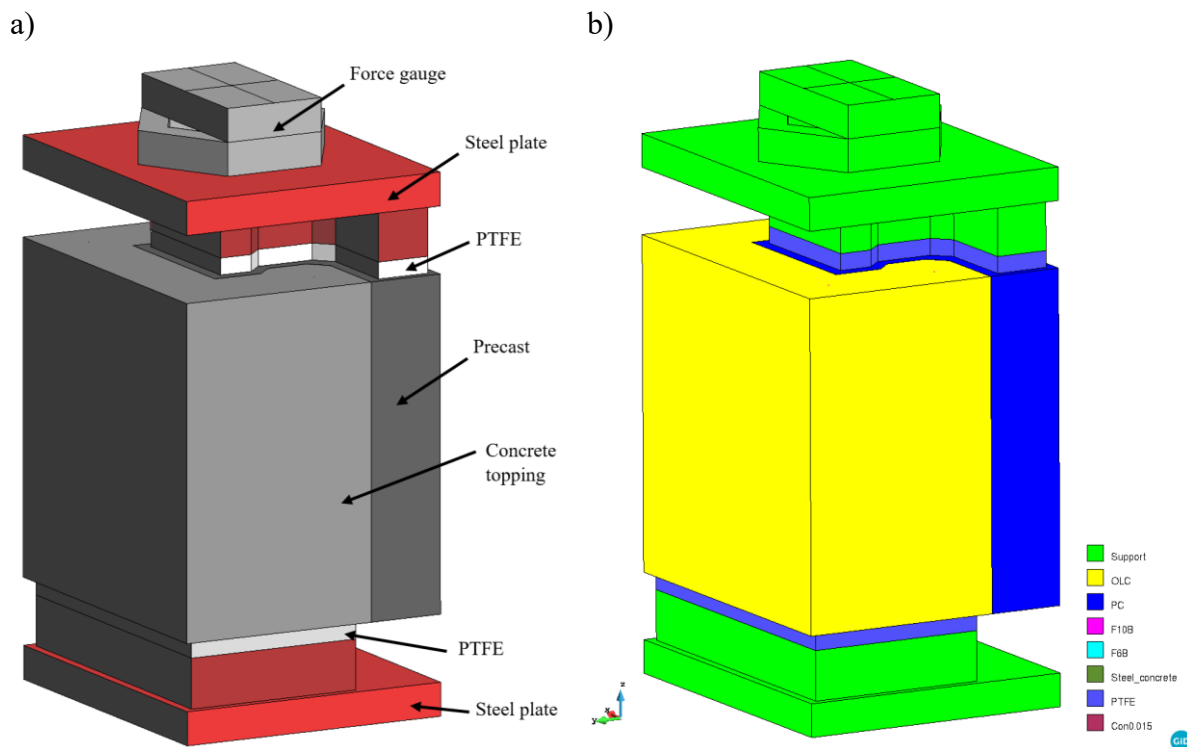 a)
b)
Force gauge
Steel plate
PTFE
Precast
Concrete
topping
PTFE
Steel plate
z
x
y
Support
OLC
PC
F10B
F6B
Steel_concrete
PTFE
Con0.015
GiD